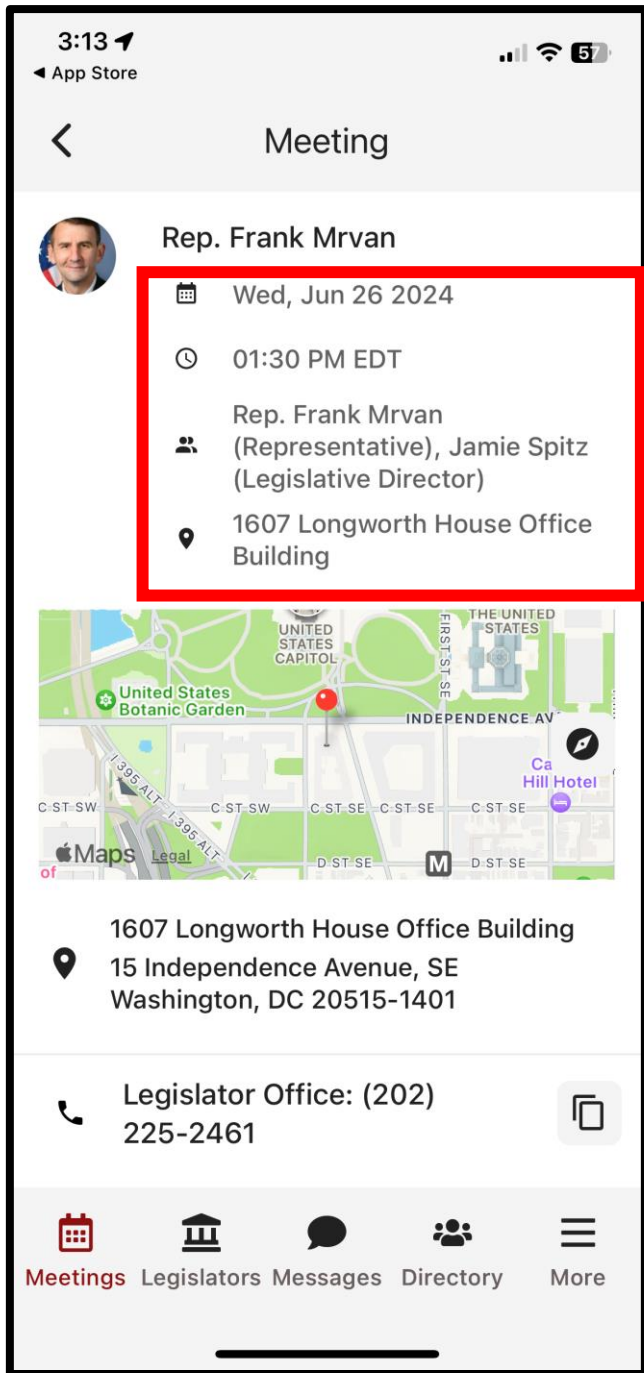 3:13
57
◀ App Store
Meeting
Rep. Frank Mrvan
Wed, Jun 26 2024
01:30 PM EDT
Rep. Frank Mrvan
(Representative), Jamie Spitz
(Legislative Director)
1607 Longworth House Office
Building
UNITED
STATES
CAPITOL
FIRST ST SE
THE UNITED
STATES
United States
Botanic Garden
INDEPENDENCE AV
I 395 ALT
I 395 ALT
Ca
Hill Hotel
C ST SW
C ST SW
C ST SE
C ST SE
C ST SE
Maps
Legal
of
D ST SE
M
D ST SE
1607 Longworth House Office Building
15 Independence Avenue, SE
Washington, DC 20515-1401
Legislator Office: (202)
225-2461
Meetings Legislators Messages Directory More